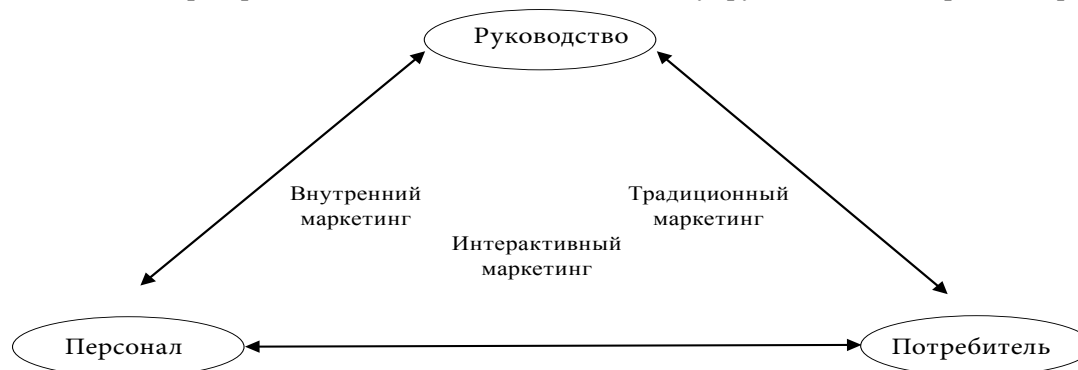 Руководство
Внутренний
маркетинг
Традиционный
маркетинг
Интерактивный
маркетинг
Персонал
Потребитель